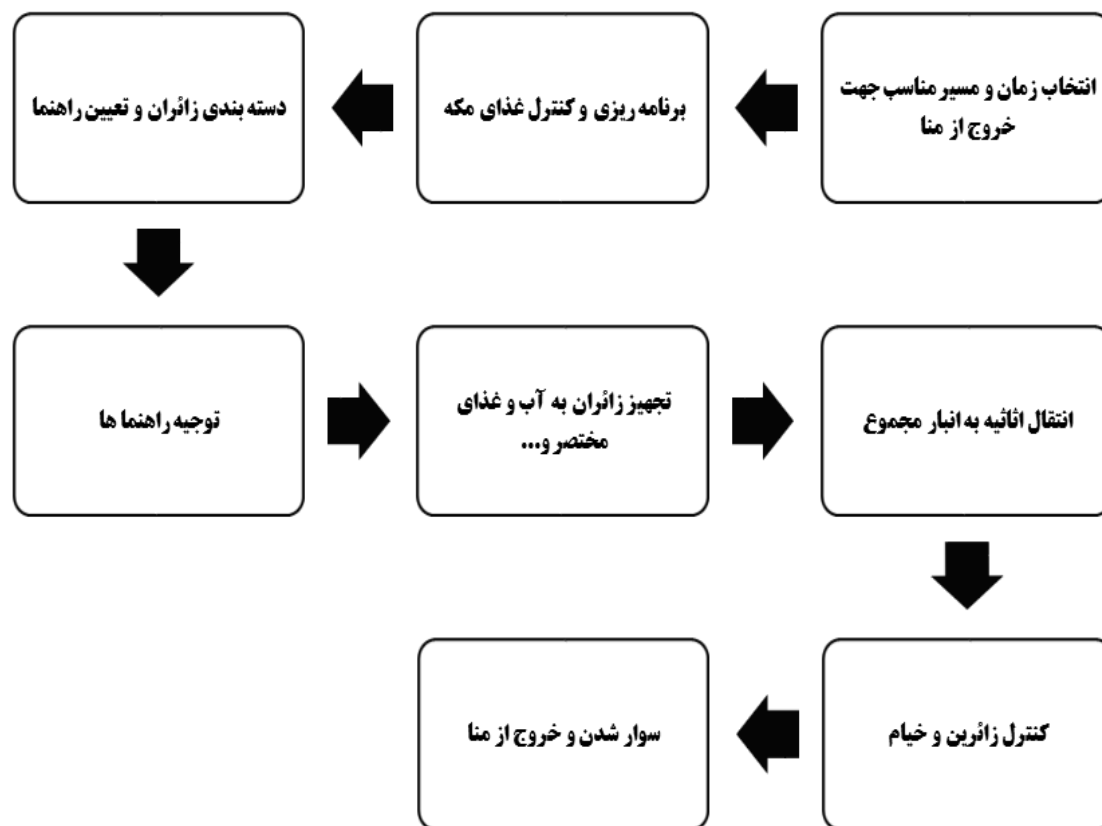 انتخاب زمان و مسیر مناسب جهت
خروج از منا
برنامه ریزی و کنترل غذای مکه
دسته بندی زائران و تعیین راهنما
توجیه راهنما ها
تجهیز زائران به آب و غذای
مختصر و...
انتقال اثاثیه به انبار مجموع
کنترل زائرین و خیام
سوار شدن و خروج از منا